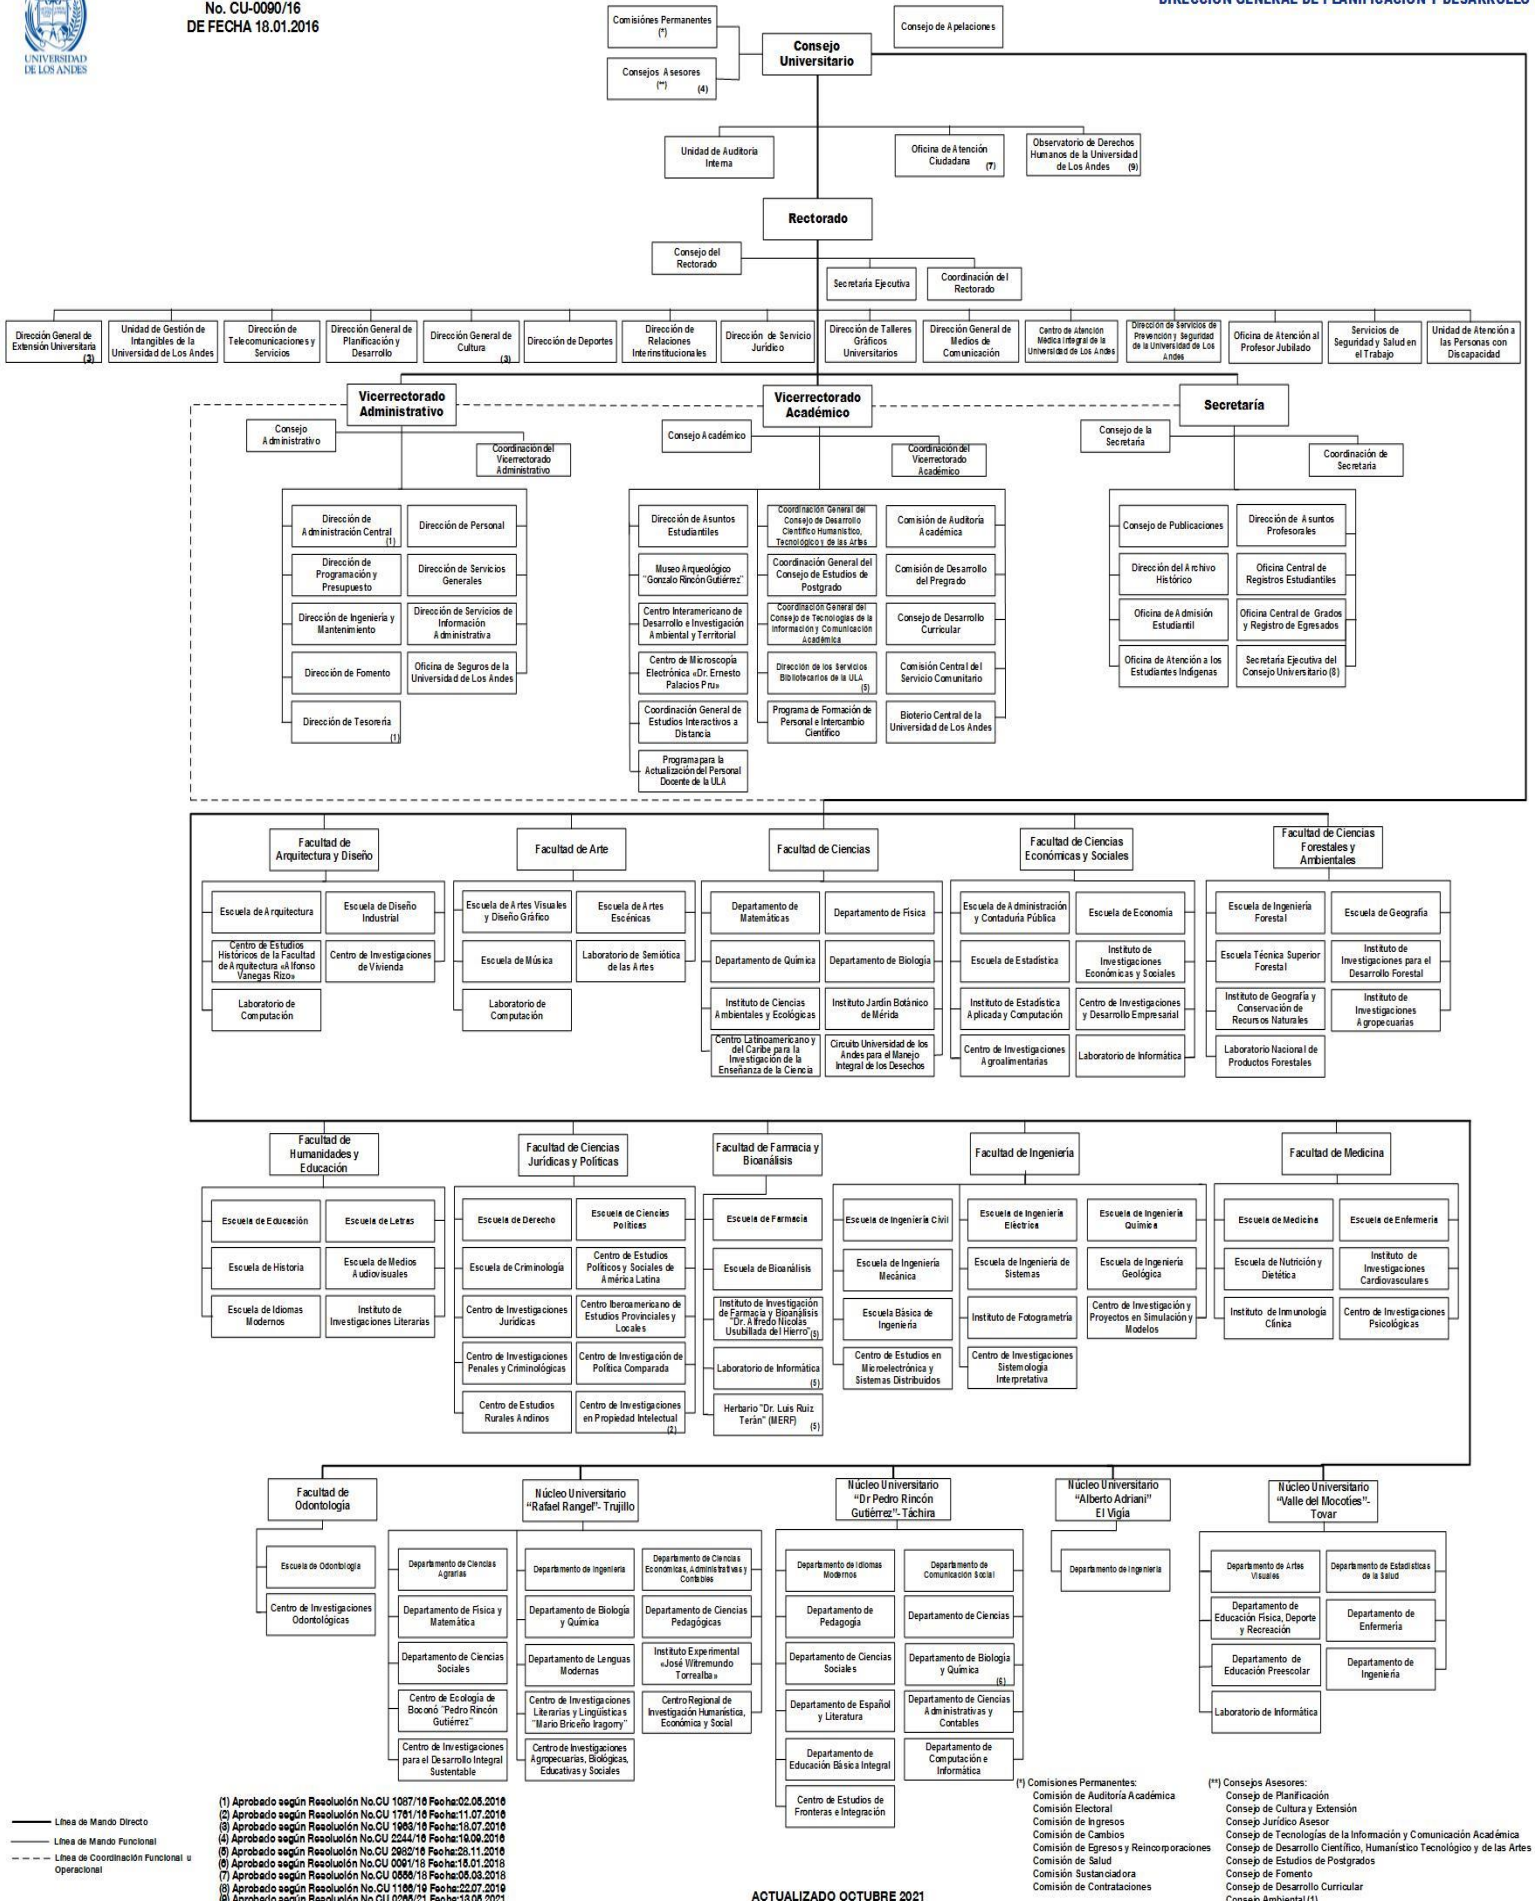 No. CU-0090/16
DE FECHA 18.01.2016
UNIVERSIDAD
DE LOS ANDES
DIRECCIÓN GENERAL DE PLANIFICACIÓN Y DESARROLLO
Comisiónes Permanentes
(*)
Consejo de Apelaciones
Consejo
Universitario
Consejos Asesores
(**)
(4)
Unidad de Auditoría
Interna
Oficina de Atención
Ciudadana (7)
Observatorio de Derechos
Humanos de la Universidad
de Los Andes (9)
Rectorado
Consejo del
Rectorado
Secretaría Ejecutiva
Coordinación del
Rectorado
Dirección General de
Extensión Universitaria
(3)
Unidad de Gestión de
Intangibles de la
Universidad de Los Andes
Dirección de
Telecomunicaciones y
Servicios
Dirección General de
Planificación y
Desarrollo
Dirección General de
Cultura
(3)
Dirección de Deportes
Dirección de
Relaciones
Interinstitucionales
Dirección de Servicio
Jurídico
Dirección de Talleres
Gráficos
Universitarios
Dirección General de
Medios de
Comunicación
Centro de Atención
Médica Integral de la
Universidad de Los Andes
Dirección de Servicios de
Prevención y Seguridad
de la Universidad de Los
Andes
Oficina de Atención al
Profesor Jubilado
Servicios de
Seguridad y Salud en
el Trabajo
Unidad de Atención a
las Personas con
Discapacidad
Vicerrectorado
Administrativo
Vicerrectorado
Académico
Secretaría
Consejo
Administrativo
Coordinación del
Vicerrectorado
Administrativo
Consejo Académico
Coordinación del
Vicerrectorado
Académico
Consejo de la
Secretaria
Coordinación de
Secretaria
Dirección de
Administración Central
(1)
Dirección de Personal
Dirección de
Programación y
Presupuesto
Dirección de Servicios
Generales
Dirección de Ingeniería y
Mantenimiento
Dirección de Servicios de
Información
Administrativa
Dirección de Fomento
Oficina de Seguros de la
Universidad de Los Andes
Dirección de Tesorería
(1)
Dirección de Asuntos
Estudiantiles
Coordinación General del
Consejo de Desarrollo
Científico Humanístico,
Tecnológico y de las Artes
Comisión de Auditoría
Académica
Museo Arqueológico
"Gonzalo Rincón Gutiérrez"
Coordinación General del
Consejo de Estudios de
Postgrado
Comisión de Desarrollo
del Pregrado
Centro Interamericano de
Desarrollo e Investigación
Ambiental y Territorial
Coordinación General del
Consejo de Tecnologías de la
Información y Comunicación
Académica
Consejo de Desarrollo
Curricular
Centro de Microscopía
Electrónica «Dr. Ernesto
Palacios Pru»
Dirección de los Servicios
Bibliotecarios de la ULA
(5)
Comisión Central del
Servicio Comunitario
Coordinación General de
Estudios Interactivos a
Distancia
Programa de Formación de
Personal e Intercambio
Científico
Bioterio Central de la
Universidad de Los Andes
Programa para la
Actualización del Personal
Docente de la ULA
Consejo de Publicaciones
Dirección de Asuntos
Profesorales
Dirección del Archivo
Histórico
Oficina Central de
Registros Estudiantiles
Oficina de Admisión
Estudiantil
Oficina Central de Grados
y Registro de Egresados
Oficina de Atención a los
Estudiantes Indígenas
Secretaría Ejecutiva del
Consejo Universitario (8)
Facultad de
Arquitectura y Diseño
Facultad de Arte
Facultad de Ciencias
Facultad de Ciencias
Económicas y Sociales
Facultad de Ciencias
Forestales y
Ambientales
Escuela de Arquitectura
Escuela de Diseño
Industrial
Centro de Estudios
Históricos de la Facultad
de Arquitectura «Alfonso
Vanegas Rizo»
Centro de Investigaciones
de Vivienda
Laboratorio de
Computación
Escuela de Artes Visuales
y Diseño Gráfico
Escuela de Artes
Escénicas
Escuela de Música
Laboratorio de Semiótica
de las Artes
Laboratorio de
Computación
Departamento de
Matemáticas
Departamento de Física
Departamento de Química
Departamento de Biología
Instituto de Ciencias
Ambientales y Ecológicas
Instituto Jardín Botánico
de Mérida
Centro Latinoamericano y
del Caribe para la
Investigación de la
Enseñanza de la Ciencia
Circuito Universidad de los
Andes para el Manejo
Integral de los Desechos
Escuela de Administración
y Contaduría Pública
Escuela de Economía
Escuela de Estadística
Instituto de
Investigaciones
Económicas y Sociales
Instituto de Estadística
Aplicada y Computación
Centro de Investigaciones
y Desarrollo Empresarial
Centro de Investigaciones
Agroalimentarias
Laboratorio de Informática
Escuela de Ingeniería
Forestal
Escuela de Geografía
Escuela Técnica Superior
Forestal
Instituto de
Investigaciones para el
Desarrollo Forestal
Instituto de Geografía y
Conservación de
Recursos Naturales
Instituto de
Investigaciones
Agropecuarias
Laboratorio Nacional de
Productos Forestales
Facultad de
Humanidades y
Educación
Facultad de Ciencias
Jurídicas y Políticas
Facultad de Farmacia y
Bioanálisis
Facultad de Ingeniería
Facultad de Medicina
Escuela de Educación
Escuela de Letras
Escuela de Historia
Escuela de Medios
Audiovisuales
Escuela de Idiomas
Modernos
Instituto de
Investigaciones Literarias
Escuela de Derecho
Escuela de Ciencias
Políticas
Escuela de Criminología
Centro de Estudios
Políticos y Sociales de
América Latina
Centro de Investigaciones
Jurídicas
Centro Iberoamericano de
Estudios Provinciales y
Locales
Centro de Investigaciones
Penales y Criminológicas
Centro de Investigación de
Política Comparada
Centro de Estudios
Rurales Andinos
Centro de Investigaciones
en Propiedad Intelectual
(2)
Escuela de Farmacia
Escuela de Bioanálisis
Instituto de Investigación
de Farmacia y Bioanálisis
"Dr. Alfredo Nicolás
Usubillada del Hierro"(5)
Laboratorio de Informática
(5)
Herbario "Dr. Luis Ruiz
Terán" (MERF)
(5)
Escuela de Ingeniería Civil
Escuela de Ingeniería
Eléctrica
Escuela de Ingeniería
Química
Escuela de Ingeniería
Mecánica
Escuela de Ingeniería de
Sistemas
Escuela de Ingeniería
Geológica
Escuela Básica de
Ingeniería
Instituto de Fotogrametría
Centro de Investigación y
Proyectos en Simulación y
Modelos
Centro de Estudios en
Microelectrónica y
Sistemas Distribuidos
Centro de Investigaciones
Sistemología
Interpretativa
Escuela de Medicina
Escuela de Enfermería
Escuela de Nutrición y
Dietética
Instituto de
Investigaciones
Cardiovasculares
Instituto de Inmunología
Clínica
Centro de Investigaciones
Psicológicas
Facultad de
Odontología
Núcleo Universitario
"Rafael Rangel"- Trujillo
Núcleo Universitario
"Dr Pedro Rincón
Gutiérrez"- Táchira
Núcleo Universitario
"Alberto Adriani"
El Vigía
Núcleo Universitario
"Valle del Mocoties"-
Tovar
Escuela de Odontología
Centro de Investigaciones
Odontológicas
Departamento de Ciencias
Agrarias
Departamento de Ingeniería
Departamento de Ciencias
Económicas, Administrativas y
Contables
Departamento de Física y
Matemática
Departamento de Biología
y Química
Departamento de Ciencias
Pedagógicas
Departamento de Ciencias
Sociales
Departamento de Lenguas
Modernas
Instituto Experimental
«José Witremundo
Torrealba»
Centro de Ecología de
Boconó "Pedro Rincón
Gutiérrez"
Centro de Investigaciones
Literarias y Lingüísticas
"Mario Briceño Iragorry"
Centro Regional de
Investigación Humanística,
Económica y Social
Centro de Investigaciones
para el Desarrollo Integral
Sustentable
Centro de Investigaciones
Agropecuarias, Biológicas,
Educativas y Sociales
Departamento de Idiomas
Modernos
Departamento de
Comunicación Social
Departamento de
Pedagogía
Departamento de Ciencias
Departamento de Ciencias
Sociales
Departamento de Biología
y Química
(6)
Departamento de Español
y Literatura
Departamento de Ciencias
Administrativas y
Contables
Departamento de
Educación Básica Integral
Departamento de
Computación e
Informática
Centro de Estudios de
Fronteras e Integración
Departamento de Ingeniería
Departamento de Artes
Visuales
Departamento de Estadísticas
de la Salud
Departamento de
Educación Física, Deporte
y Recreación
Departamento de
Enfermería
Departamento de
Educación Preescolar
Departamento de
Ingeniería
Laboratorio de Informática
Línea de Mando Directo
Línea de Mando Funcional
Línea de Coordinación Funcional u
Operacional
(1) Aprobado según Resolución No.CU 1087/16 Fecha:02.05.2016
(2) Aprobado según Resolución No.CU 1761/16 Fecha:11.07.2016
(3) Aprobado según Resolución No.CU 1963/16 Fecha:18.07.2016
(4) Aprobado según Resolución No.CU 2244/16 Fecha:19.09.2016
(5) Aprobado según Resolución No.CU 2982/16 Fecha:28.11.2016
(6) Aprobado según Resolución No.CU 0091/18 Fecha:15.01.2018
(7) Aprobado según Resolución No.CU 0556/18 Fecha:05.03.2018
(8) Aprobado según Resolución No.CU 1166/19 Fecha:22.07.2019
(9) Aprobado según Resolución No.CU 0265/21 Fecha:13.05.2021
ACTUALIZADO OCTUBRE 2021
(*) Comisiones Permanentes:
Comisión de Auditoría Académica
Comisión Electoral
Comisión de Ingresos
Comisión de Cambios
Comisión de Egresos y Reincorporaciones
Comisión de Salud
Comisión Sustanciadora
Comisión de Contrataciones
(**) Consejos Asesores:
Consejo de Planificación
Consejo de Cultura y Extensión
Consejo Jurídico Asesor
Consejo de Tecnologías de la Información y Comunicación Académica
Consejo de Desarrollo Científico, Humanístico Tecnológico y de las Artes
Consejo de Estudios de Postgrados
Consejo de Fomento
Consejo de Desarrollo Curricular
Consejo Ambiental (1)